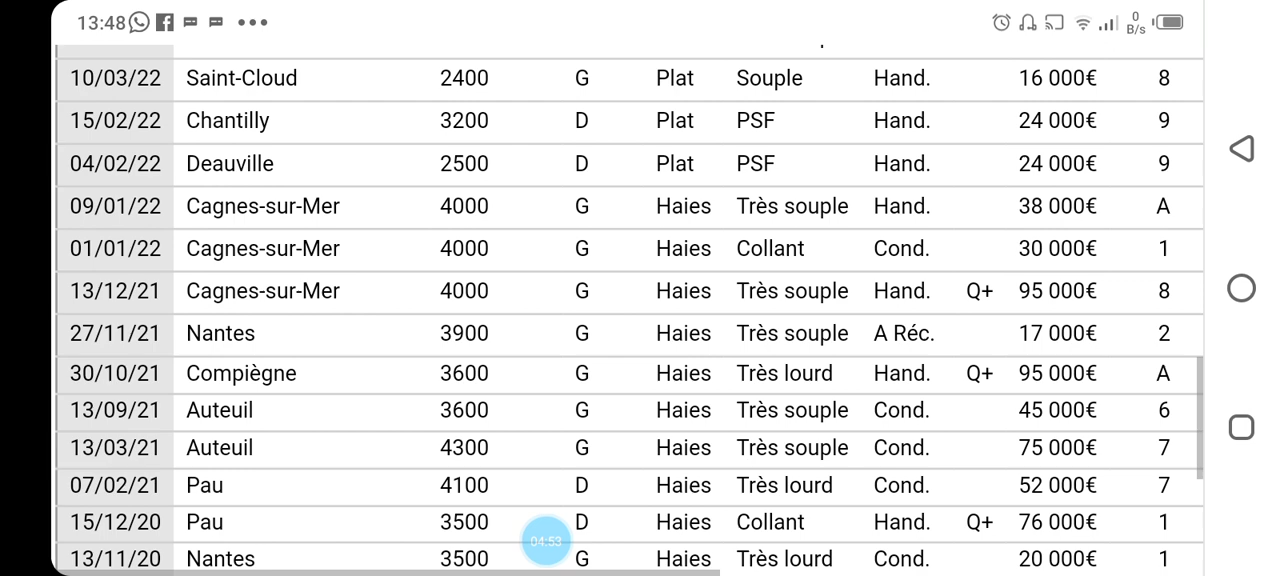 13:48 0 B/s
10/03/22 Saint-Cloud 2400 G Plat Souple Hand. 16 000€ 8
15/02/22 Chantilly 3200 D Plat PSF Hand. 24 000€ 9
04/02/22 Deauville 2500 D Plat PSF Hand. 24 000€ 9
09/01/22 Cagnes-sur-Mer 4000 G Haies Très souple Hand. 38 000€ A
01/01/22 Cagnes-sur-Mer 4000 G Haies Collant Cond. 30 000€ 1
13/12/21 Cagnes-sur-Mer 4000 G Haies Très souple Hand. Q+ 95 000€ 8
27/11/21 Nantes 3900 G Haies Très souple A Réc. 17 000€ 2
30/10/21 Compiègne 3600 G Haies Très lourd Hand. Q+ 95 000€ A
13/09/21 Auteuil 3600 G Haies Très souple Cond. 45 000€ 6
13/03/21 Auteuil 4300 G Haies Très souple Cond. 75 000€ 7
07/02/21 Pau 4100 D Haies Très lourd Cond. 52 000€ 7
15/12/20 Pau 3500 D Haies Collant Hand. Q+ 76 000€ 1
04:53
13/11/20 Nantes 3500 G Haies Très lourd Cond. 20 000€ 1